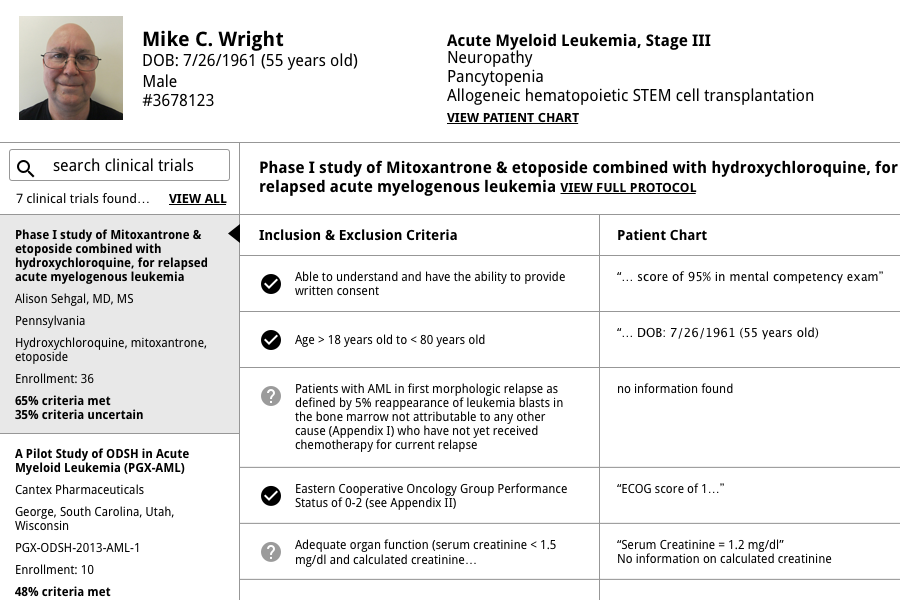 Mike C. Wright
DOB: 7/26/1961 (55 years old)
Male
#3678123
Acute Myeloid Leukemia, Stage III
Neuropathy
Pancytopenia
Allogeneic hematopoietic STEM cell transplantation
VIEW PATIENT CHART
search clinical trials
7 clinical trials found… VIEW ALL
Phase I study of Mitoxantrone &
etoposide combined with
hydroxychloroquine, for relapsed
acute myelogenous leukemia
Alison Sehgal, MD, MS
Pennsylvania
Hydroxychloroquine, mitoxantrone,
etoposide
Enrollment: 36
65% criteria met
35% criteria uncertain
A Pilot Study of ODSH in Acute
Myeloid Leukemia (PGX-AML)
Cantex Pharmaceuticals
George, South Carolina, Utah,
Wisconsin
PGX-ODSH-2013-AML-1
Enrollment: 10
48% criteria met
Phase I study of Mitoxantrone & etoposide combined with hydroxychloroquine, for
relapsed acute myelogenous leukemia VIEW FULL PROTOCOL
Inclusion & Exclusion Criteria
Patient Chart
Able to understand and have the ability to provide
written consent
“… score of 95% in mental competency exam”
Age > 18 years old to < 80 years old
“… DOB: 7/26/1961 (55 years old)
Patients with AML in first morphologic relapse as
defined by 5% reappearance of leukemia blasts in
the bone marrow not attributable to any other
cause (Appendix I) who have not yet received
chemotherapy for current relapse
no information found
Eastern Cooperative Oncology Group Performance
Status of 0-2 (see Appendix II)
“ECOG score of 1…”
Adequate organ function (serum creatinine < 1.5
mg/dl and calculated creatinine…
“Serum Creatinine = 1.2 mg/dl”
No information on calculated creatinine